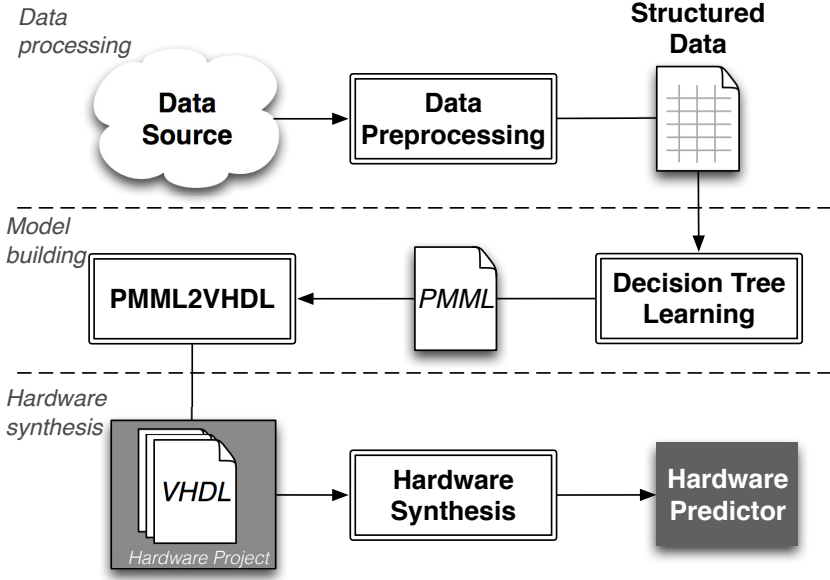 Data
processing
Structured
Data
Data
Source
Data
Preprocessing
Model
building
PMML2VHDL
PMML
Decision Tree
Learning
Hardware
synthesis
VHDL
Hardware Project
Hardware
Synthesis
Hardware
Predictor